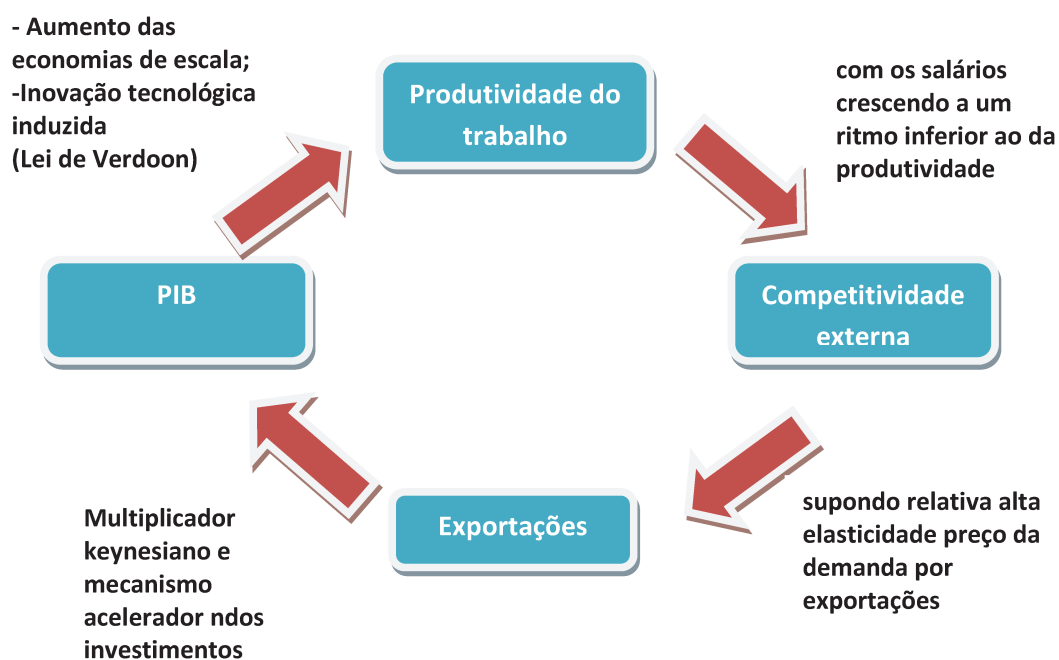 - Aumento das
economias de escala;
-Inovação tecnológica
induzida
(Lei de Verdoon)
Produtividade do
trabalho
com os salários
crescendo a um
ritmo inferior ao da
produtividade
PIB
Competitividade
externa
Exportações
supondo relativa alta
elasticidade preço da
demanda por
exportações
Multiplicador
keynesiano e
mecanismo
acelerador ndos
investimentos